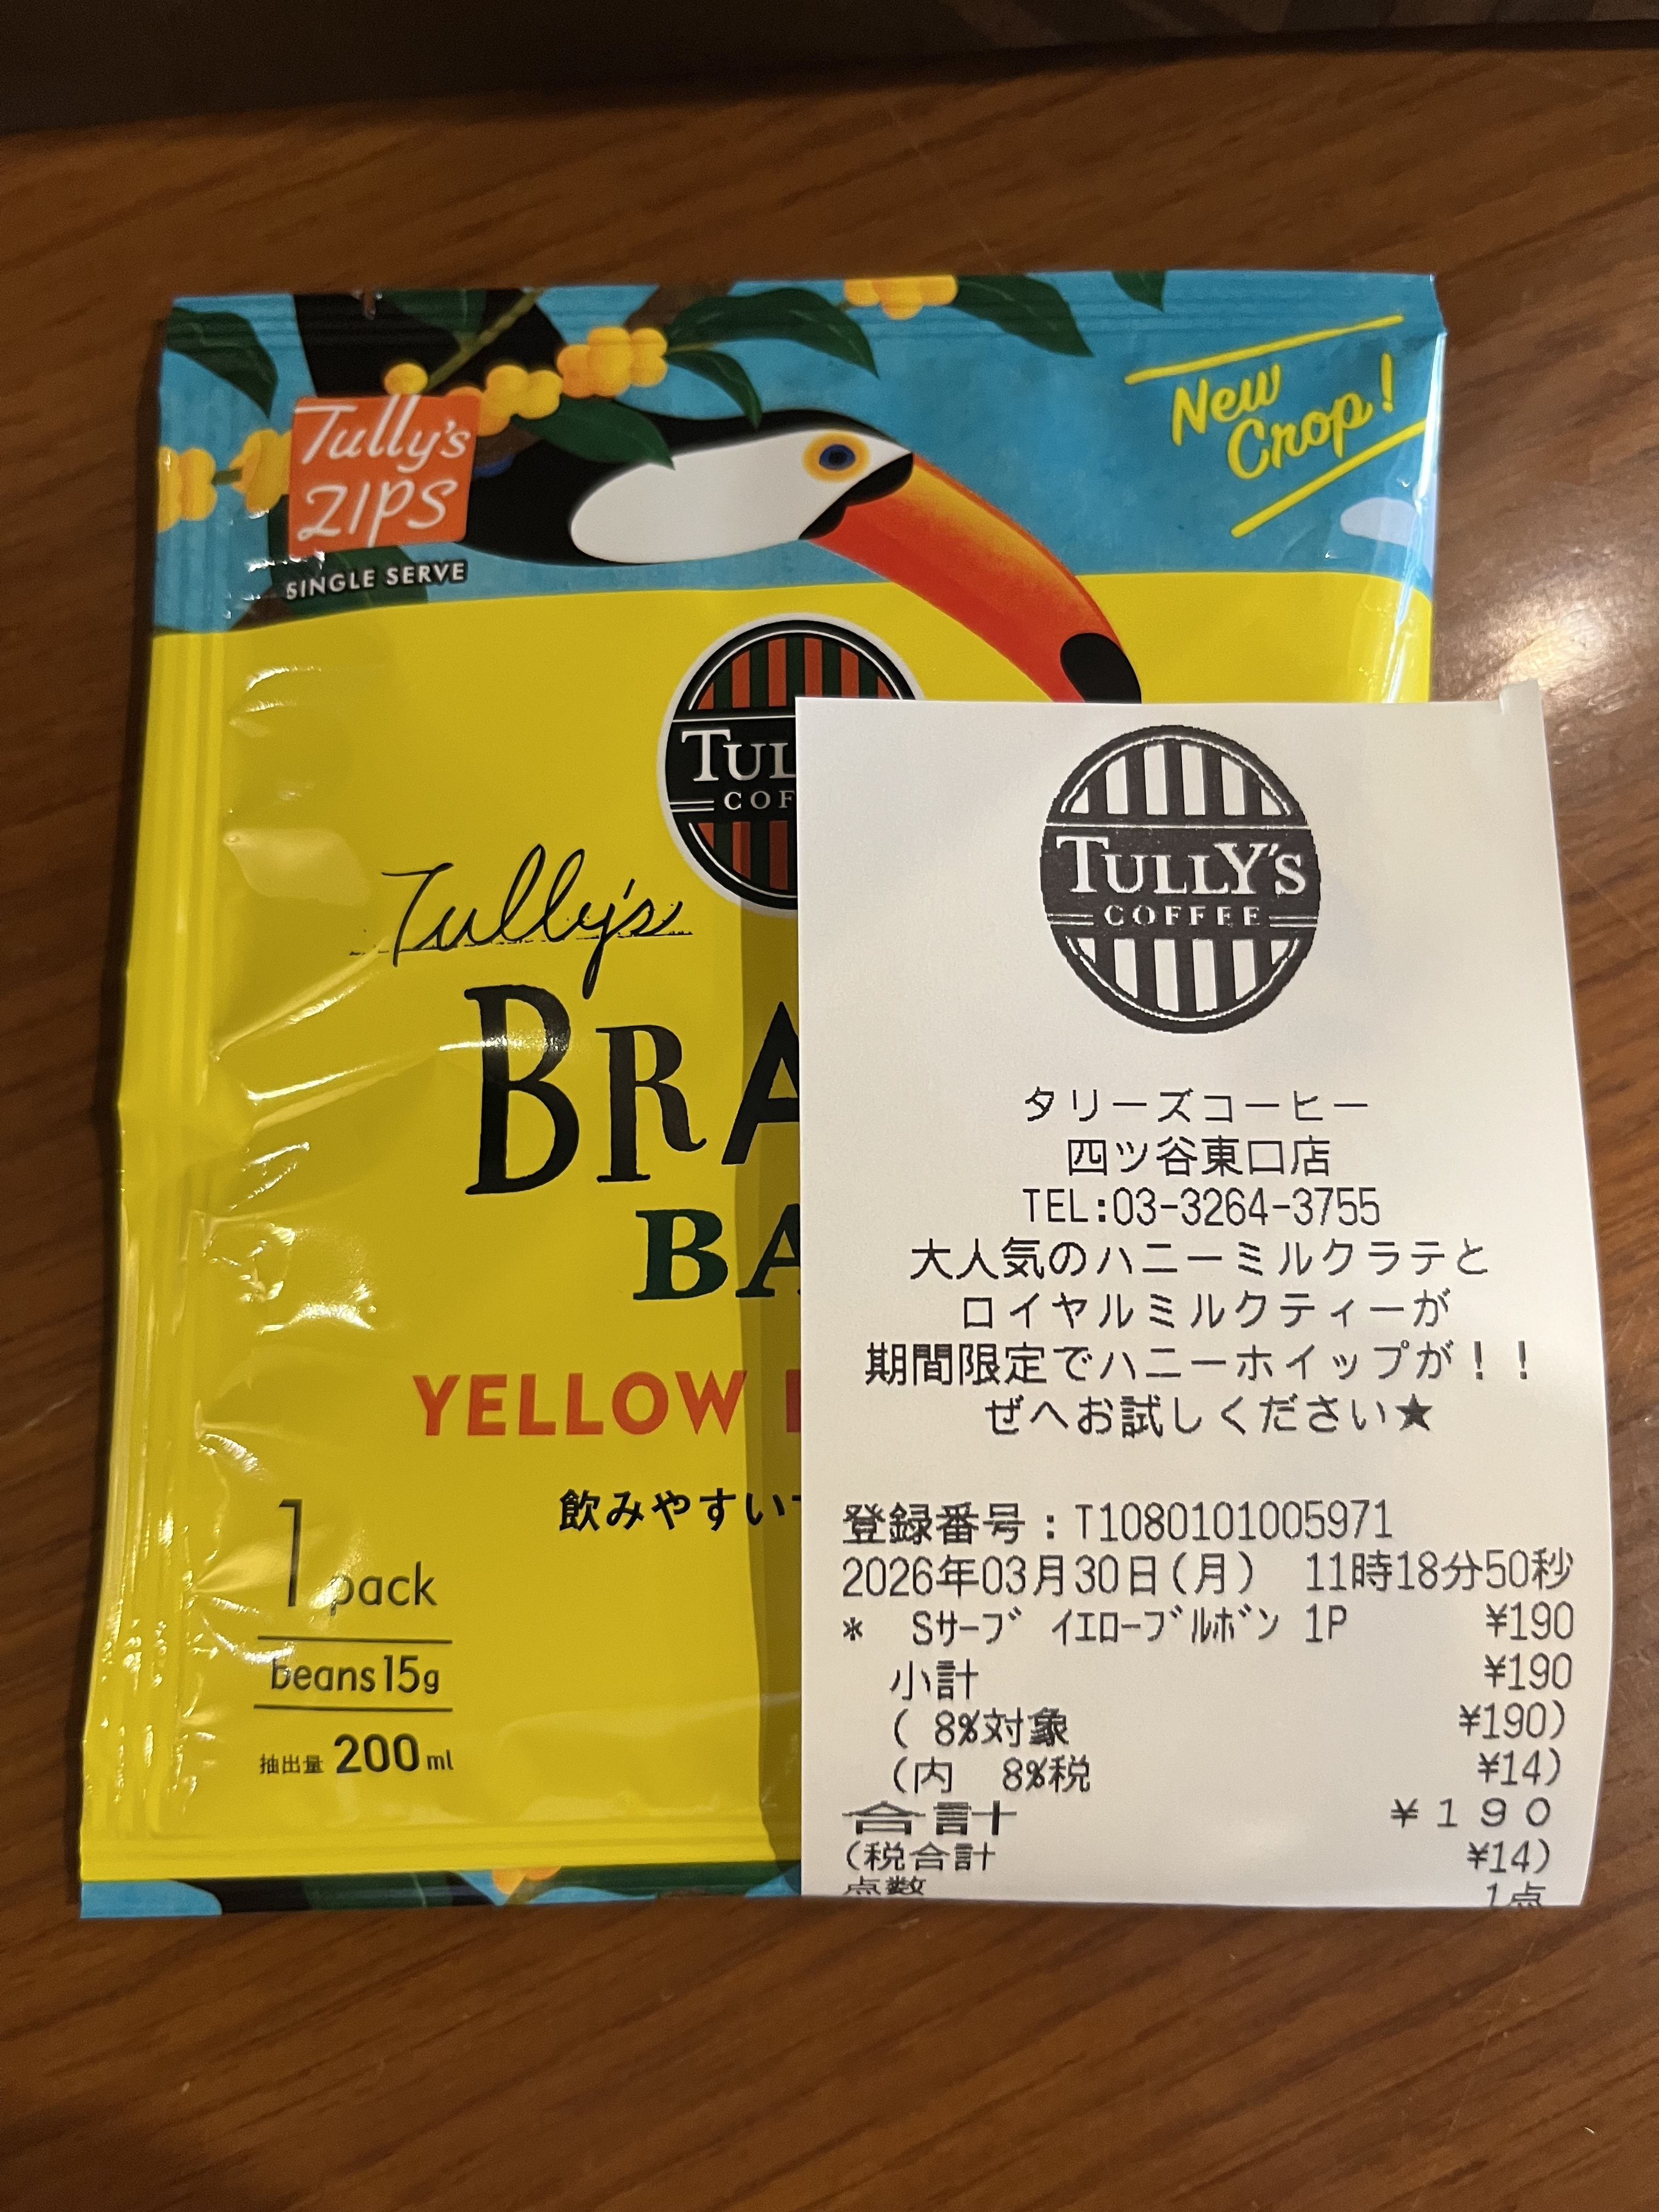 New
Crop!
Tully's
ZIPS
SINGLE SERVE
Tully's
YELLOW
飲みやすい
1 pack
beans15g
抽出量 200ml
TULLY'S
COFFEE
タリーズコーヒー
四ツ谷東口店
TEL:03-3264-3755
大人気のハニーミルクラテと
ロイヤルミルクティーが
期間限定でハニーホイップが！！
ぜへお試しください★
登録番号：T1080101005971
2026年03月30日(月) 11時18分50秒
* Sサーブ イエローブルボン 1P ¥190
小計 ¥190
( 8%対象 ¥190)
(内 8%税 ¥14)
合計 ¥190
(税合計 ¥14)
点数 1点